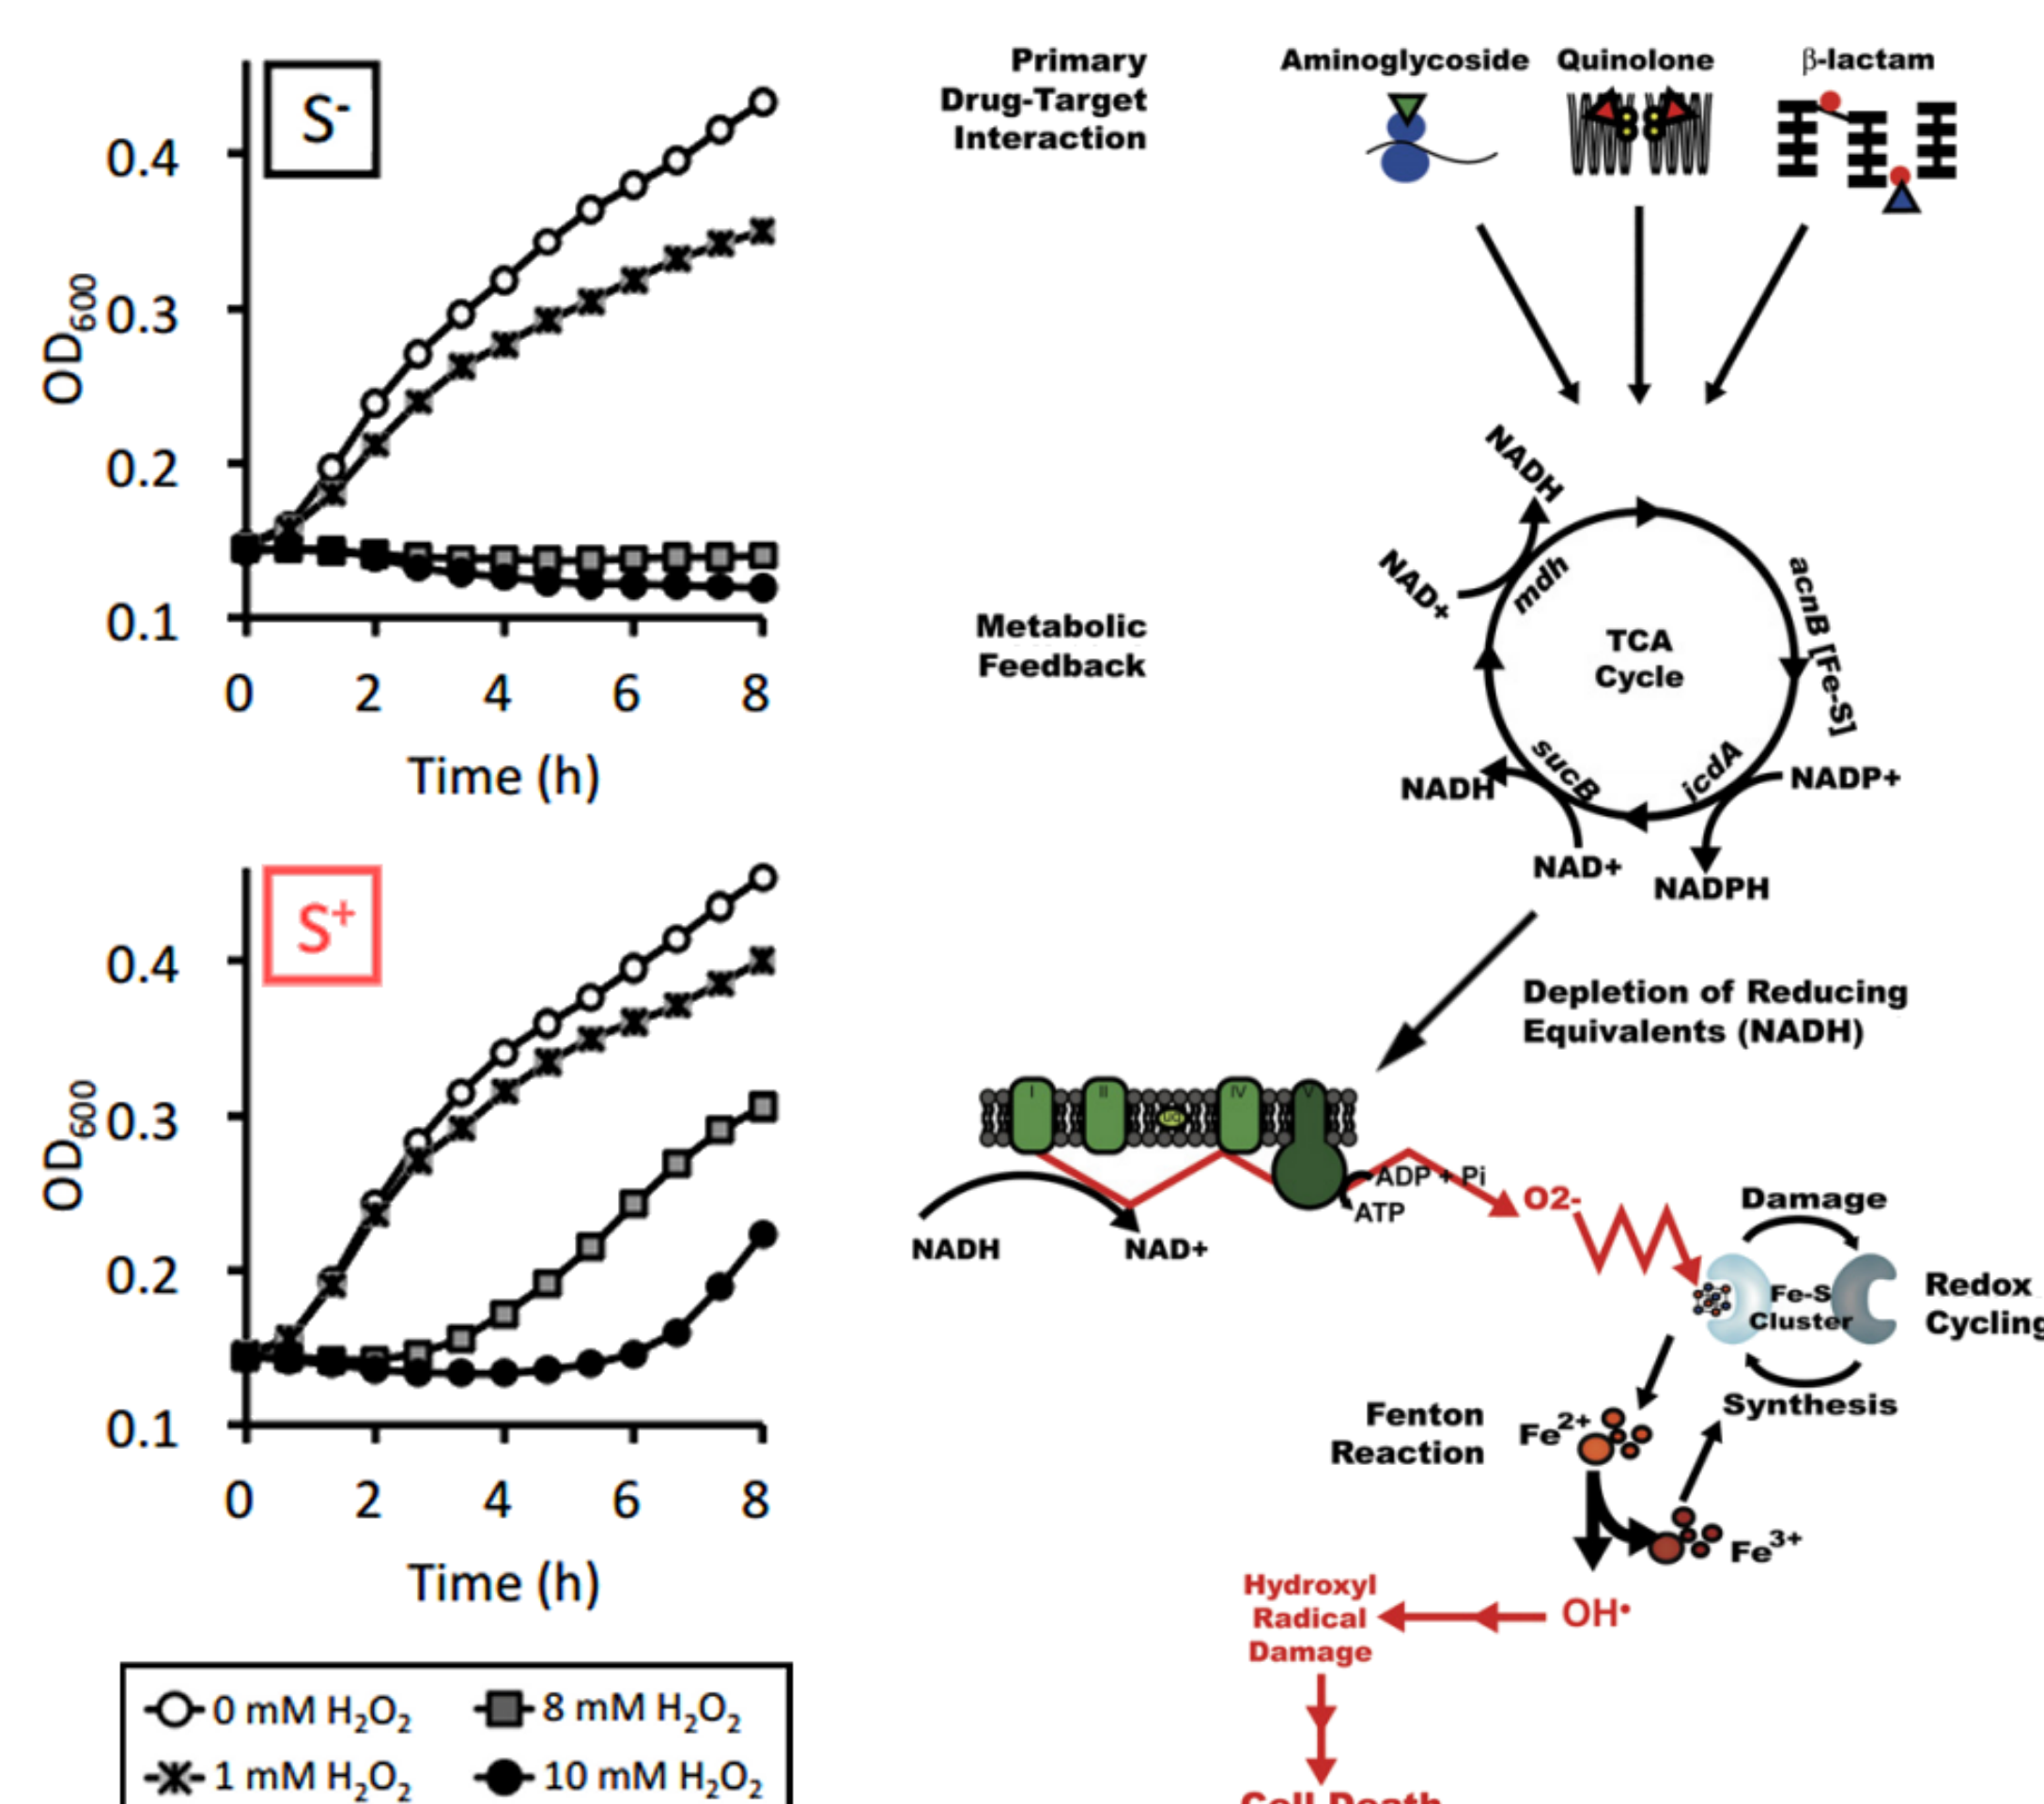 S-
0.4
0.3
0.2
0.1
OD600
0 2 4 6 8
Time (h)
S+
0.4
0.3
0.2
0.1
OD600
0 2 4 6 8
Time (h)
0 mM H2O2
8 mM H2O2
1 mM H2O2
10 mM H2O2
Primary
Drug-Target
Interaction
Aminoglycoside
Quinolone
β-lactam
Metabolic
Feedback
NADH
NAD+
mdh
acnB [Fe-S]
TCA
Cycle
sucB
icdA
NADH
NADP+
NAD+
NADPH
Depletion of Reducing
Equivalents (NADH)
I
II
IV
V
ADP + Pi
ATP
NADH
NAD+
O2-
Damage
Fe-S
Cluster
Redox
Cycling
Synthesis
Fenton
Reaction
Fe2+
Fe3+
Hydroxyl
Radical
Damage
OH•
Cell Death